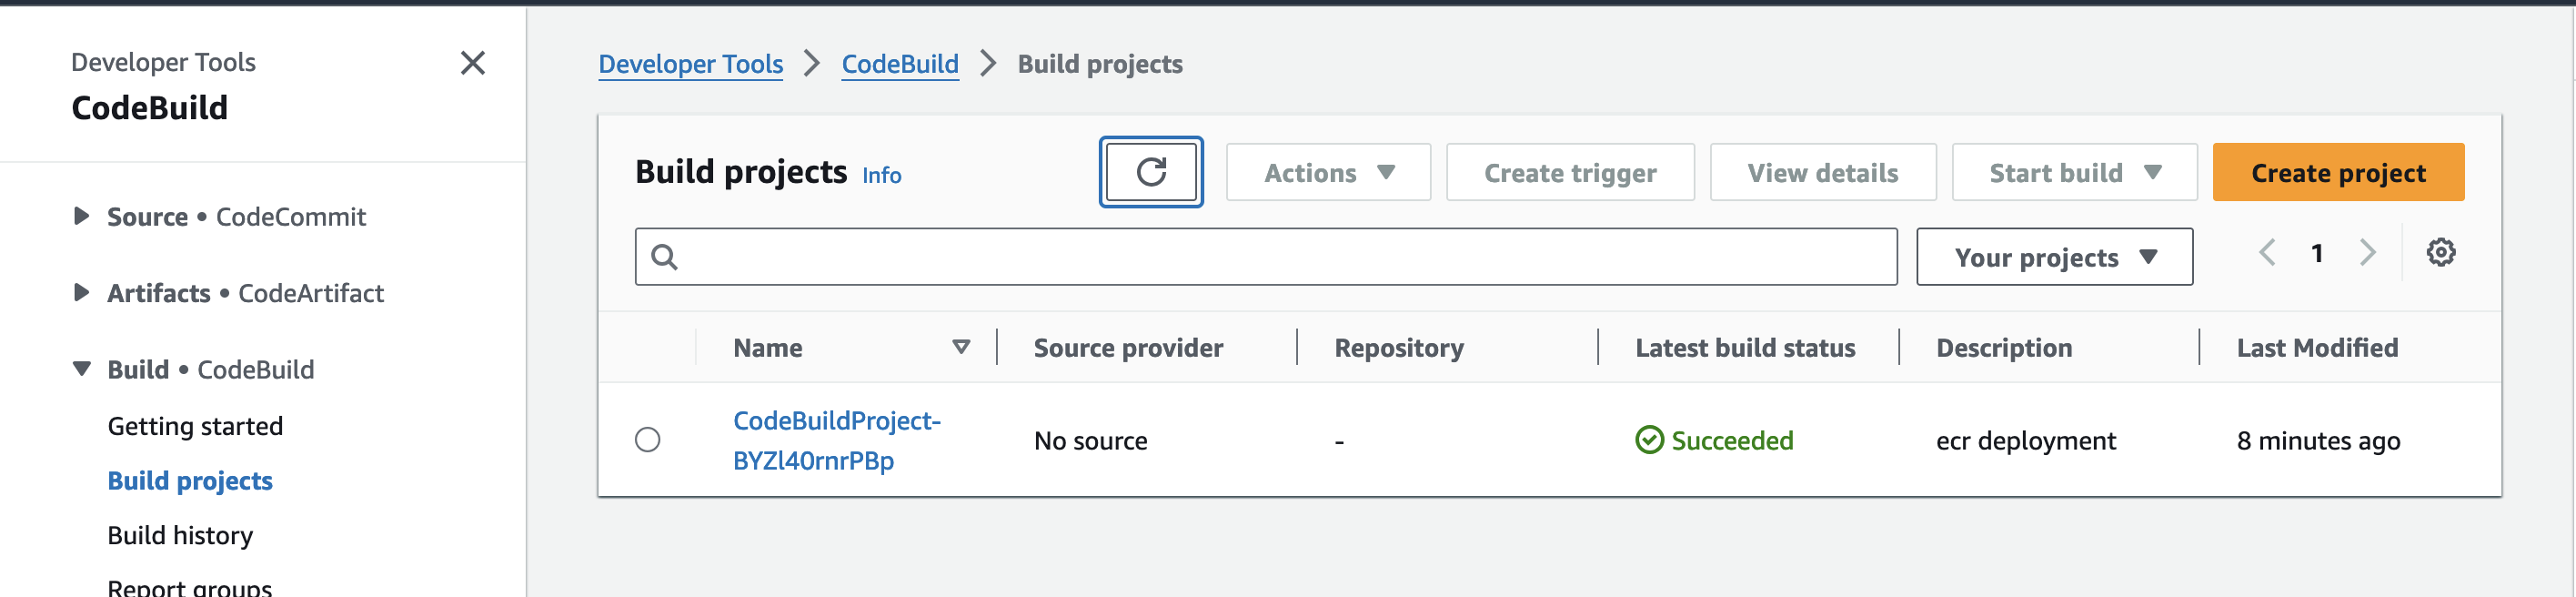 Developer Tools
CodeBuild
Source • CodeCommit
Artifacts • CodeArtifact
Build • CodeBuild
Getting started
Build projects
Build history
Report groups
Developer Tools > CodeBuild > Build projects
Build projects Info
Actions
Create trigger
View details
Start build
Create project
Your projects
1
Name Source provider Repository Latest build status Description Last Modified
CodeBuildProject-
BYZl40rnrPBp
No source - Succeeded ecr deployment 8 minutes ago